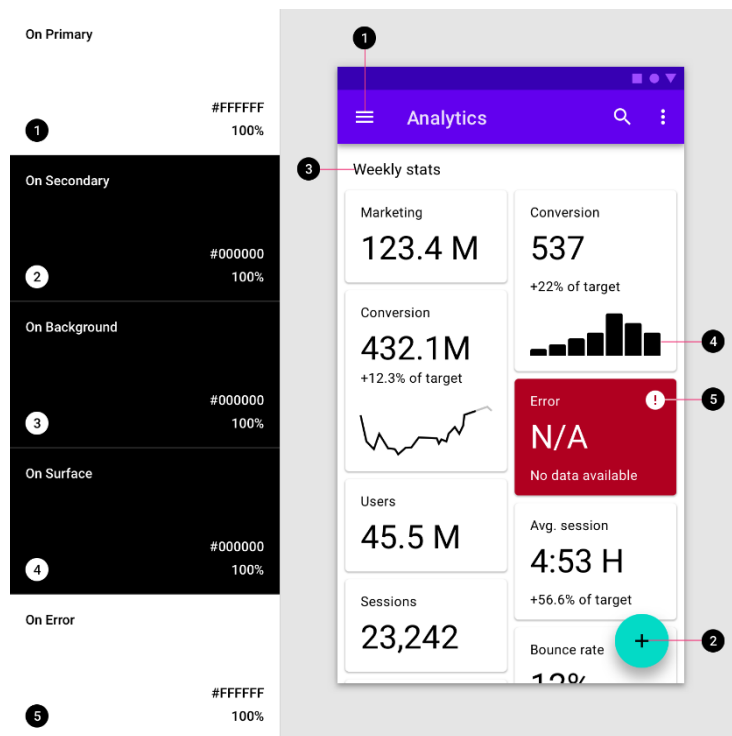 On Primary
#FFFFFF
1
100%
On Secondary
#000000
2
100%
On Background
#000000
3
100%
On Surface
#000000
4
100%
On Error
#FFFFFF
5
100%
1
Analytics
3
Weekly stats
Marketing
123.4 M
Conversion
432.1M
+12.3% of target
Users
45.5 M
Sessions
23,242
Conversion
537
+22% of target
4
Error
!
5
N/A
No data available
Avg. session
4:53 H
+56.6% of target
Bounce rate
+
2
12%